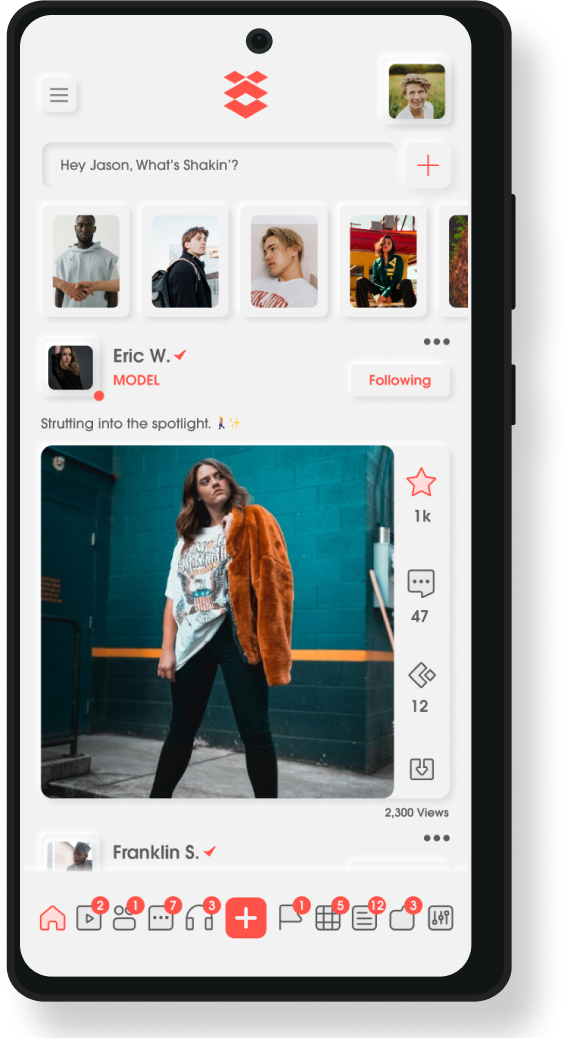 Hey Jason, What's Shakin'?
Eric W.
MODEL
Following
Strutting into the spotlight. 🚶‍♀️✨
1k
47
12
2,300 Views
Franklin S.
2
1
7
3
1
5
12
3